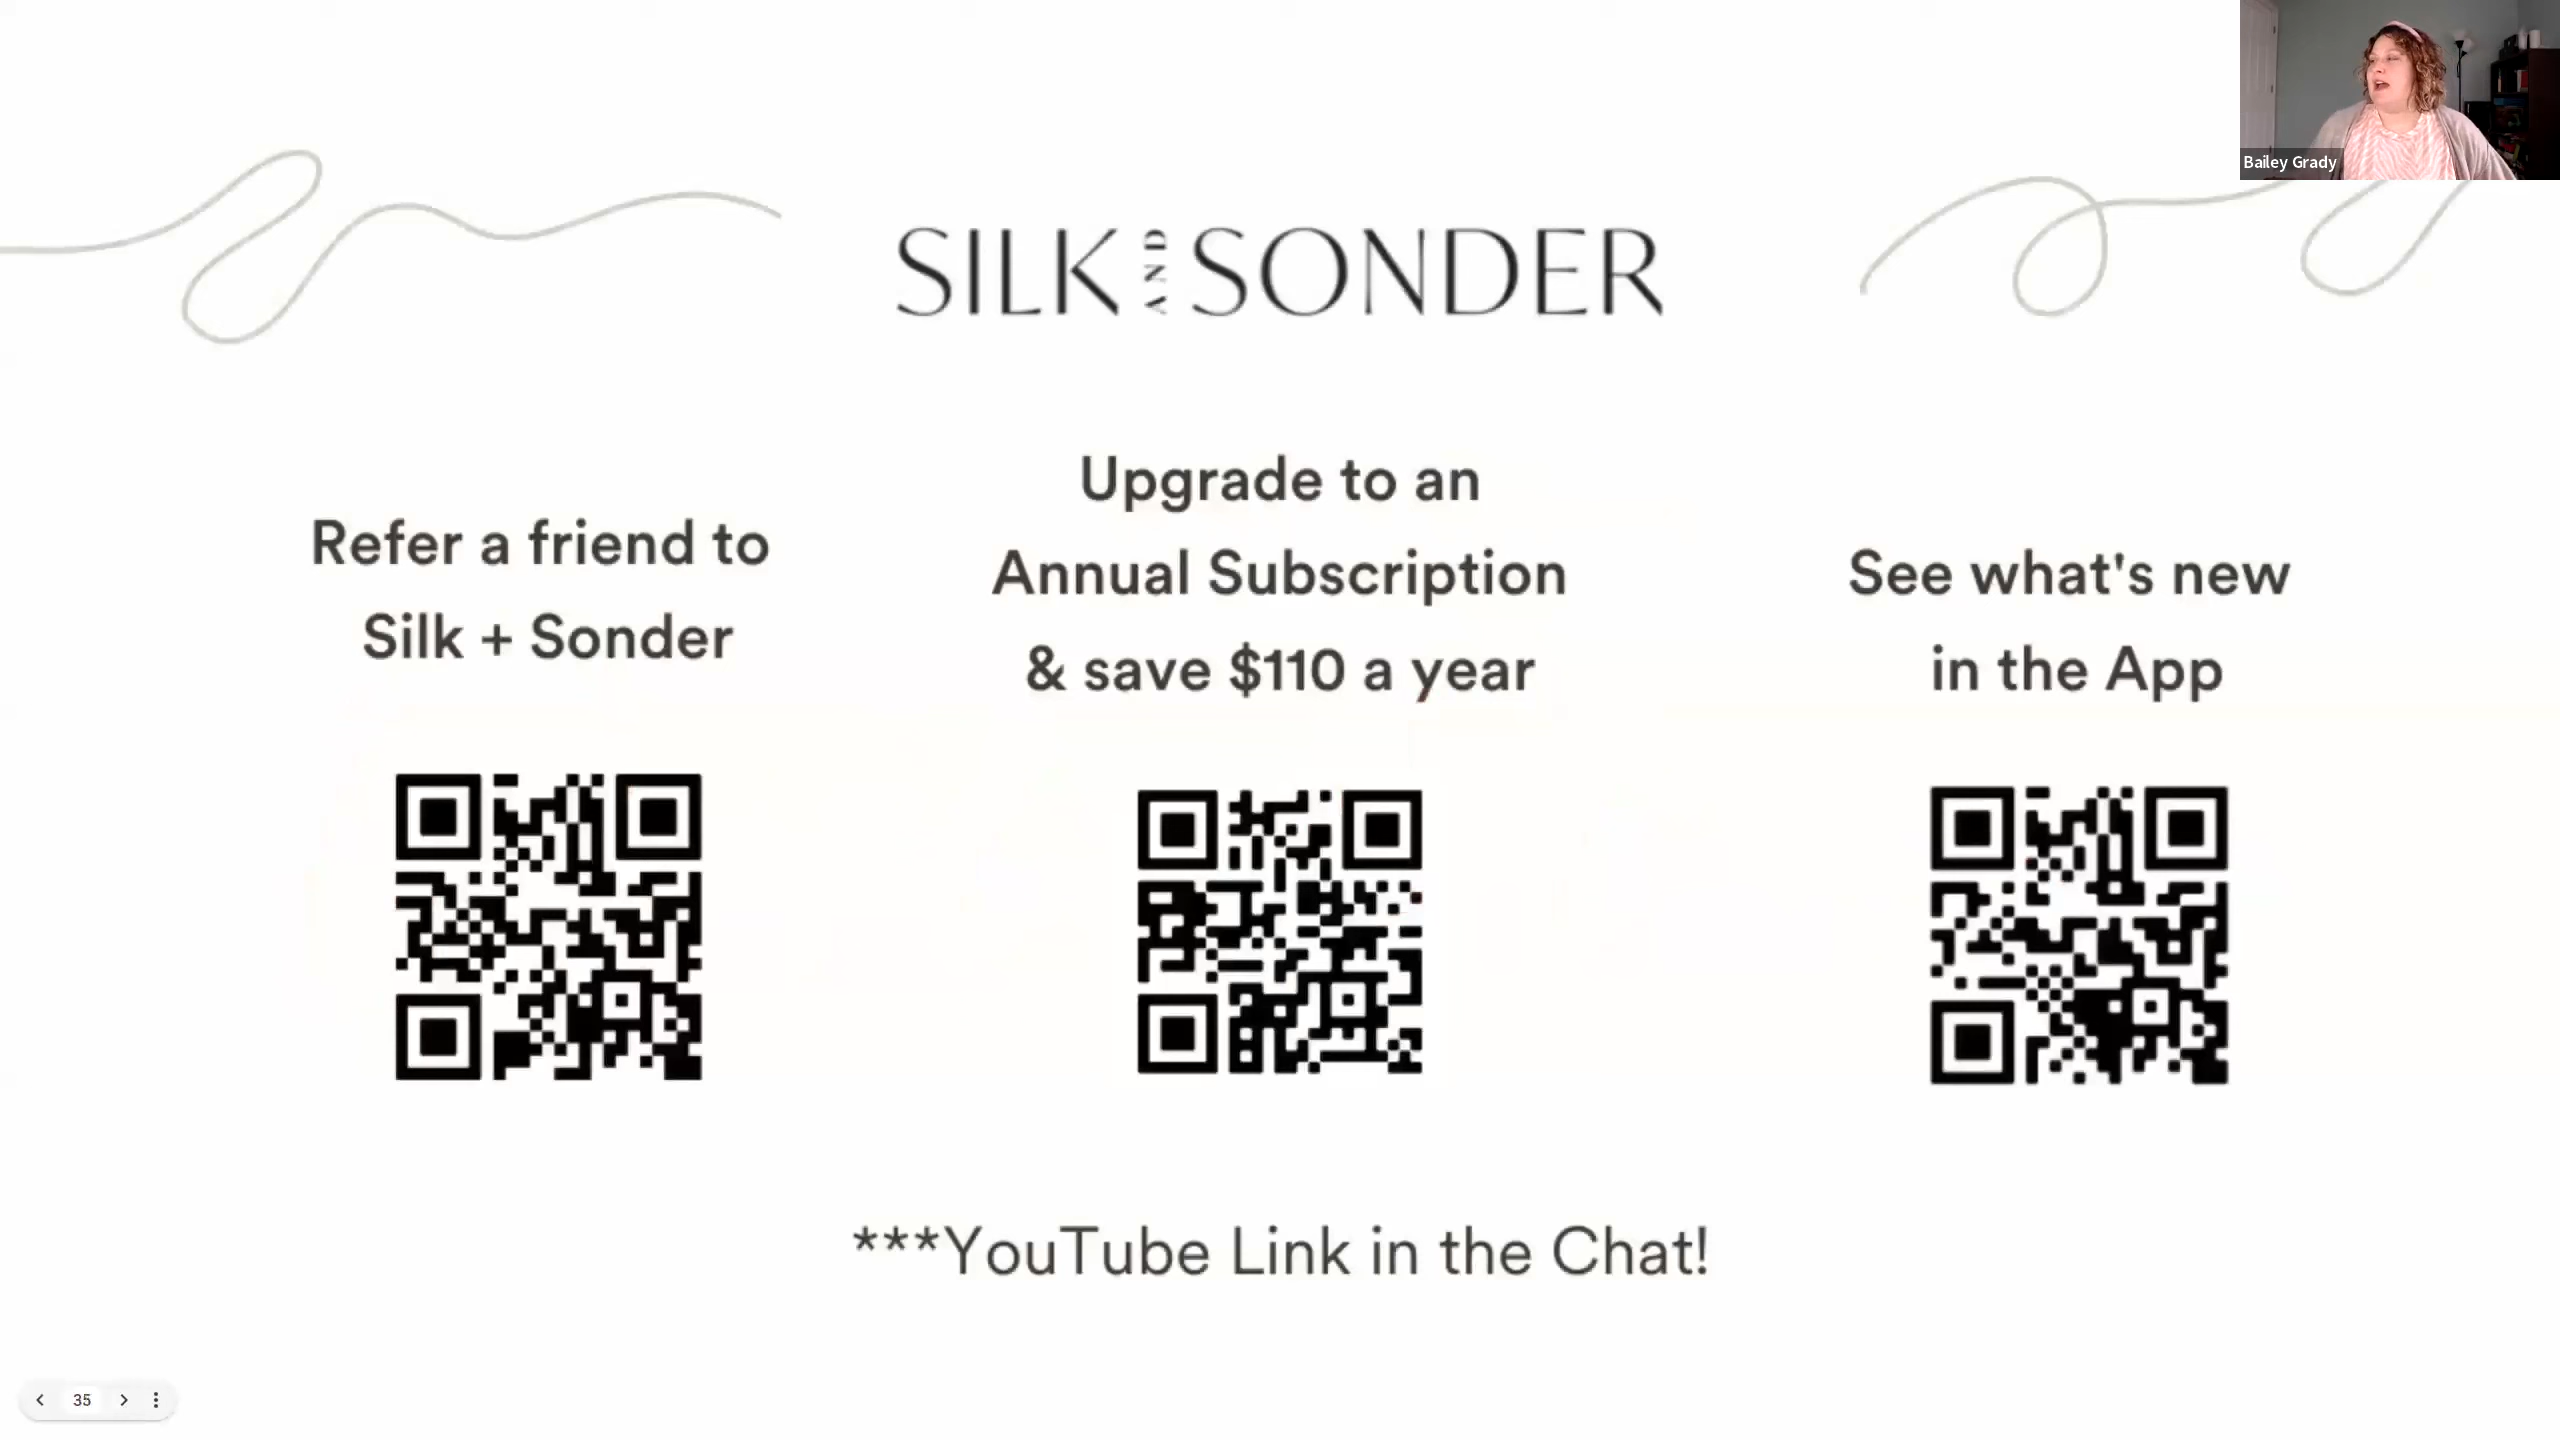 Bailey Grady
SILK AND SONDER
Refer a friend to
Silk + Sonder
Upgrade to an
Annual Subscription
& save $110 a year
See what's new
in the App
***YouTube Link in the Chat!
35